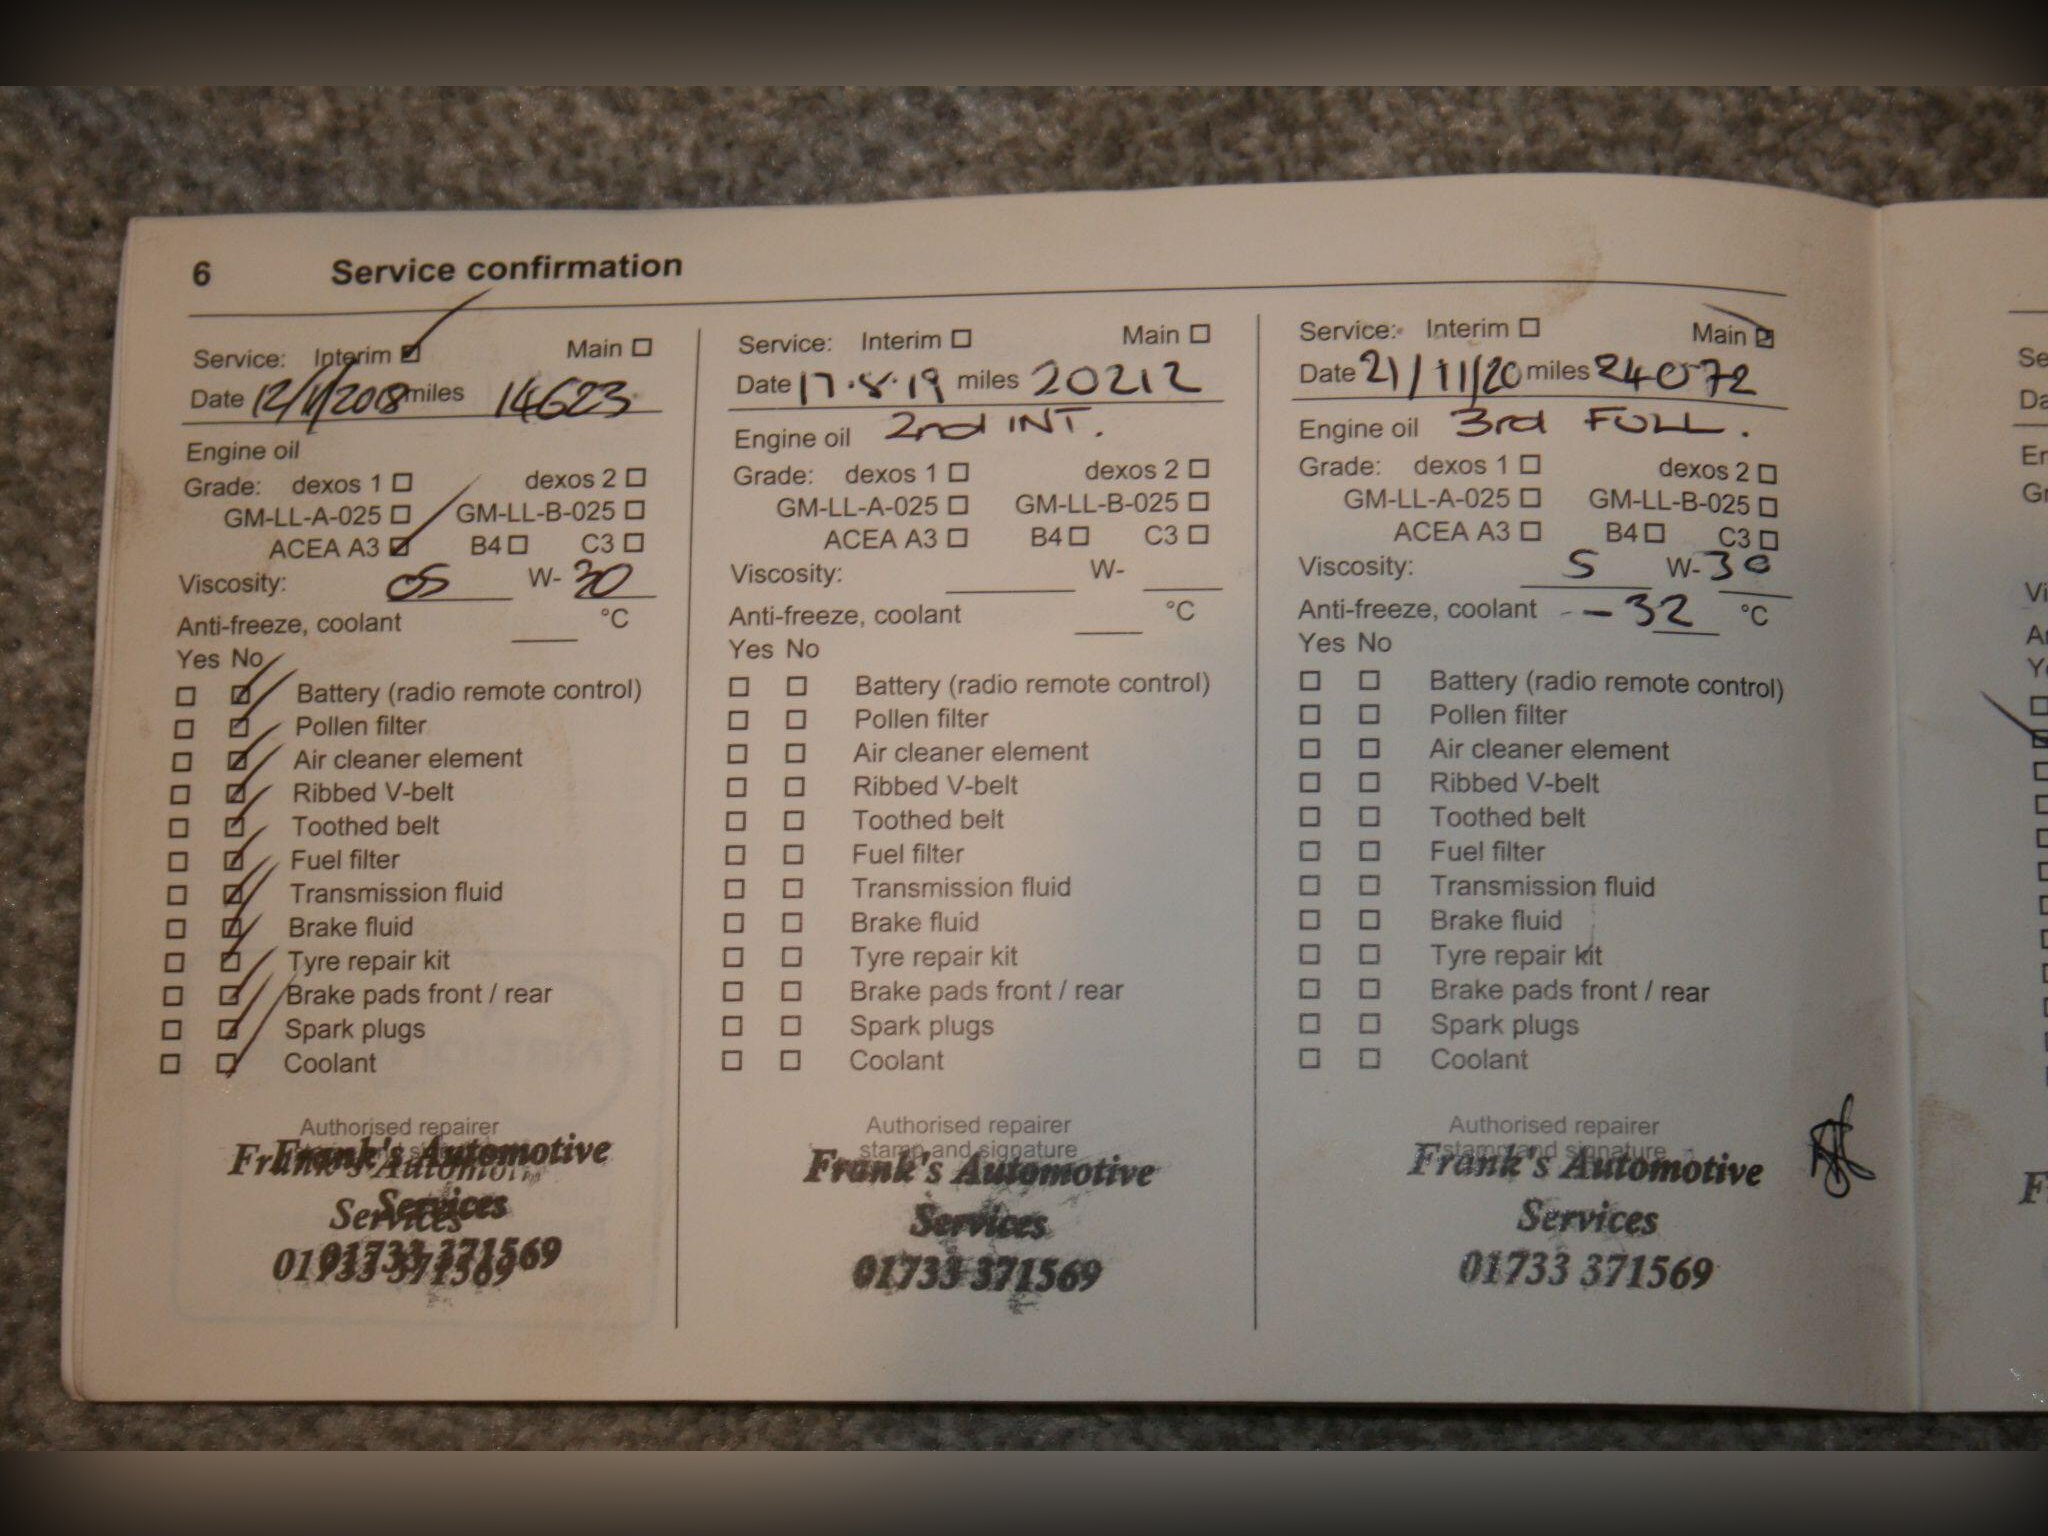 6 Service confirmation
Service: Interim Main
Date 12/11/2018 miles 14623
Engine oil
Grade: dexos 1 dexos 2
GM-LL-A-025 GM-LL-B-025
ACEA A3 B4 C3
Viscosity: 05 W- 30
Anti-freeze, coolant °C
Yes No
Battery (radio remote control)
Pollen filter
Air cleaner element
Ribbed V-belt
Toothed belt
Fuel filter
Transmission fluid
Brake fluid
Tyre repair kit
Brake pads front / rear
Spark plugs
Coolant
Authorised repairer
Frank's Automotive
Services
01733 371569
Service: Interim Main
Date 17.8.19 miles 20212
Engine oil 2nd INT.
Grade: dexos 1 dexos 2
GM-LL-A-025 GM-LL-B-025
ACEA A3 B4 C3
Viscosity: W-
Anti-freeze, coolant °C
Yes No
Battery (radio remote control)
Pollen filter
Air cleaner element
Ribbed V-belt
Toothed belt
Fuel filter
Transmission fluid
Brake fluid
Tyre repair kit
Brake pads front / rear
Spark plugs
Coolant
Authorised repairer
stamp and signature
Frank's Automotive
Services
01733 371569
Service: Interim Main
Date 21/11/20 miles 24072
Engine oil 3rd FULL.
Grade: dexos 1 dexos 2
GM-LL-A-025 GM-LL-B-025
ACEA A3 B4 C3
Viscosity: 5 W- 30
Anti-freeze, coolant -32 °C
Yes No
Battery (radio remote control)
Pollen filter
Air cleaner element
Ribbed V-belt
Toothed belt
Fuel filter
Transmission fluid
Brake fluid
Tyre repair kit
Brake pads front / rear
Spark plugs
Coolant
Authorised repairer
stamp and signature
Frank's Automotive
Services
01733 371569